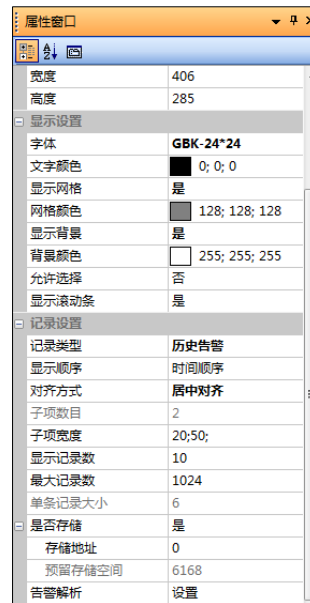 属性窗口
宽度 406
高度 285
显示设置
字体 GBK-24*24
文字颜色 0; 0; 0
显示网格 是
网格颜色 128; 128; 128
显示背景 是
背景颜色 255; 255; 255
允许选择 否
显示滚动条 是
记录设置
记录类型 历史告警
显示顺序 时间顺序
对齐方式 居中对齐
子项数目 2
子项宽度 20;50;
显示记录数 10
最大记录数 1024
单条记录大小 6
是否存储 是
存储地址 0
预留存储空间 6168
告警解析 设置